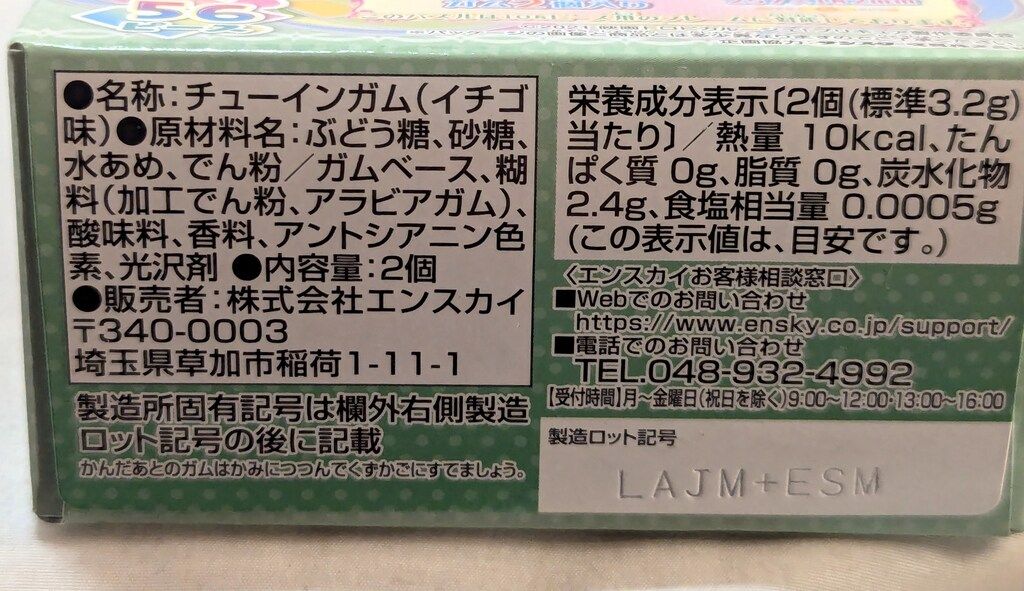 56
ピース
●名称:チューインガム(イチゴ
味)●原材料名:ぶどう糖、砂糖、
水あめ、でん粉/ガムベース、糊
料(加工でん粉、アラビアガム)、
酸味料、香料、アントシアニン色
素、光沢剤 ●内容量:2個
●販売者:株式会社エンスカイ
〒340-0003
埼玉県草加市稲荷1-11-1
製造所固有記号は欄外右側製造
ロット記号の後に記載
かんだあとのガムはかみにつつんでくずかごにすてましょう。
栄養成分表示〔2個(標準3.2g)
当たり〕/熱量 10kcal、たん
ぱく質 0g、脂質 0g、炭水化物
2.4g、食塩相当量 0.0005g
(この表示値は、目安です。)
〈エンスカイお客様相談窓口〉
■Webでのお問い合わせ
https://www.ensky.co.jp/support/
■電話でのお問い合わせ
TEL.048-932-4992
【受付時間】月~金曜日(祝日を除く)9:00~12:00・13:00~16:00
製造ロット記号
LAJM+ESM